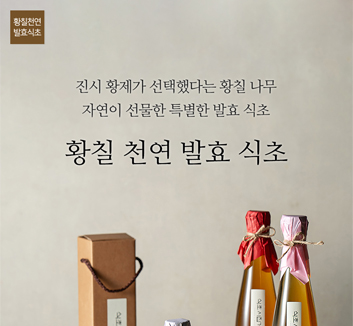 황칠천연
발효식초
진시 황제가 선택했다는 황칠 나무
자연이 선물한 특별한 발효 식초
황칠 천연 발효 식초